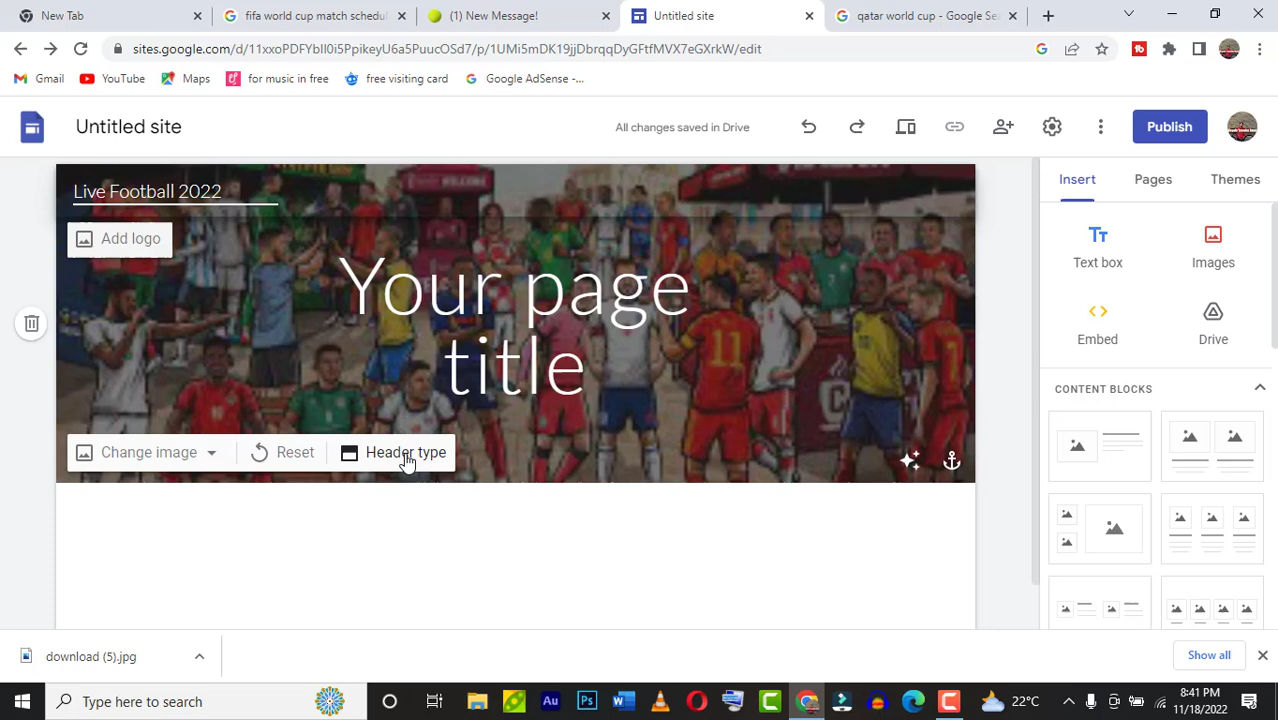 New Tab
fifa world cup match schedul
(1) New Message!
Untitled site
qatar world cup - Google Sea
sites.google.com/d/11xxoPDFYbIl0i5PpikeyU6a5PuucOSd7/p/1UMi5mDK19jjDbrqqDyGFtfMVX7eGXrkW/edit
Gmail
YouTube
Maps
for music in free
free visiting card
Google AdSense -...
Untitled site
All changes saved in Drive
Publish
Live Football 2022
Add logo
Your page
title
Change image
Reset
Header type
Insert
Pages
Themes
Text box
Images
Embed
Drive
CONTENT BLOCKS
download (5).jpg
Show all
Type here to search
22°C
8:41 PM
11/18/2022